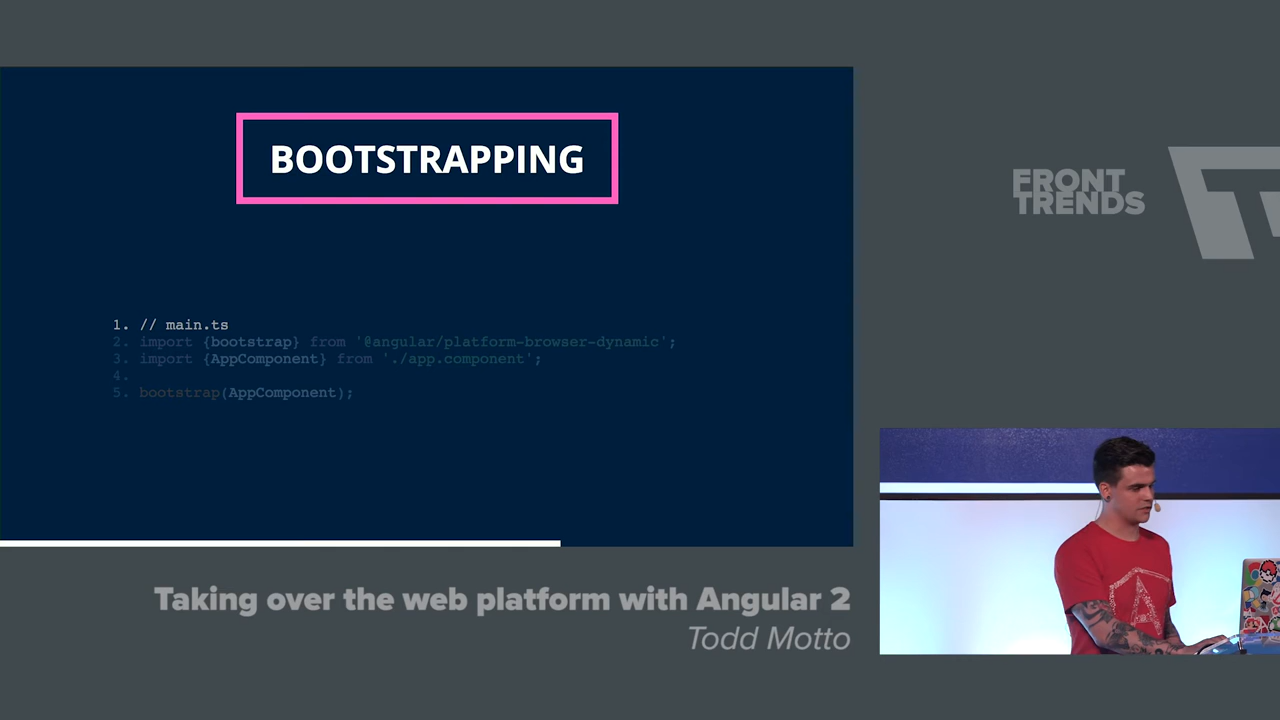 BOOTSTRAPPING
1. // main.ts
2. import {bootstrap} from '@angular/platform-browser-dynamic';
3. import {AppComponent} from './app.component';
4.
5. bootstrap(AppComponent);
FRONT
TRENDS
Taking over the web platform with Angular 2
Todd Motto